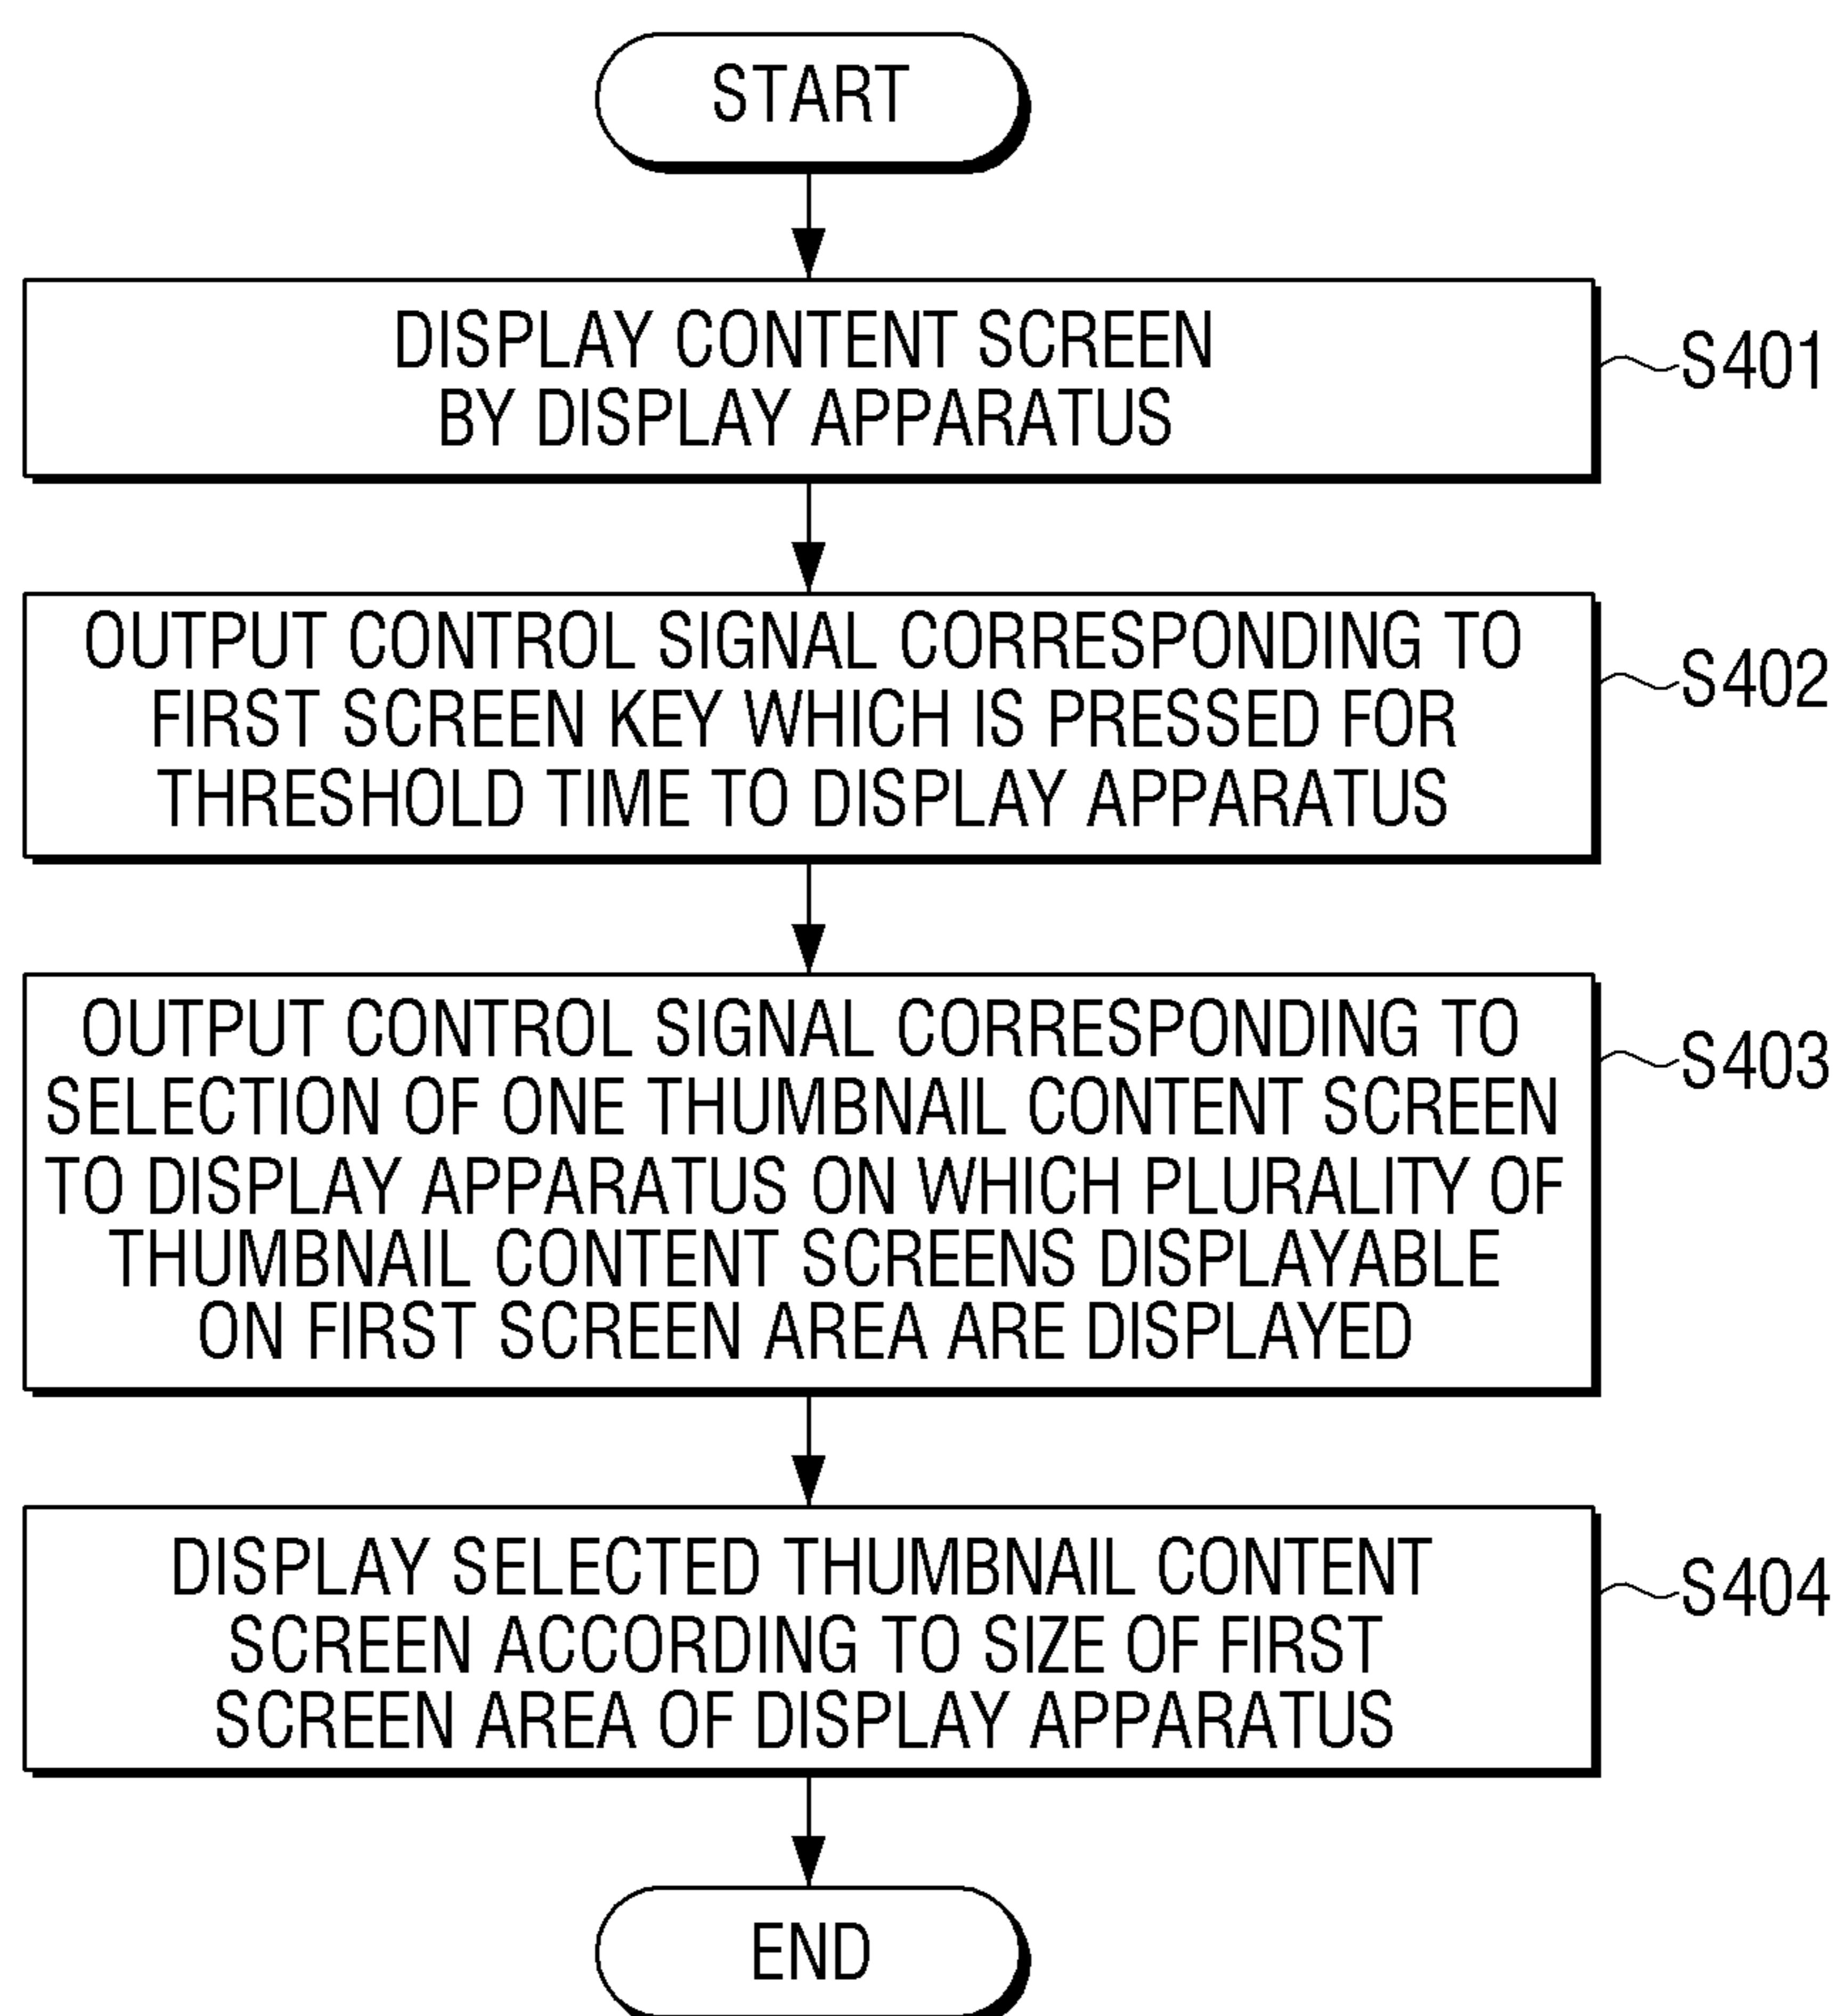 START
DISPLAY CONTENT SCREEN
BY DISPLAY APPARATUS
S401
OUTPUT CONTROL SIGNAL CORRESPONDING TO
FIRST SCREEN KEY WHICH IS PRESSED FOR
THRESHOLD TIME TO DISPLAY APPARATUS
S402
OUTPUT CONTROL SIGNAL CORRESPONDING TO
SELECTION OF ONE THUMBNAIL CONTENT SCREEN
TO DISPLAY APPARATUS ON WHICH PLURALITY OF
THUMBNAIL CONTENT SCREENS DISPLAYABLE
ON FIRST SCREEN AREA ARE DISPLAYED
S403
DISPLAY SELECTED THUMBNAIL CONTENT
SCREEN ACCORDING TO SIZE OF FIRST
SCREEN AREA OF DISPLAY APPARATUS
S404
END